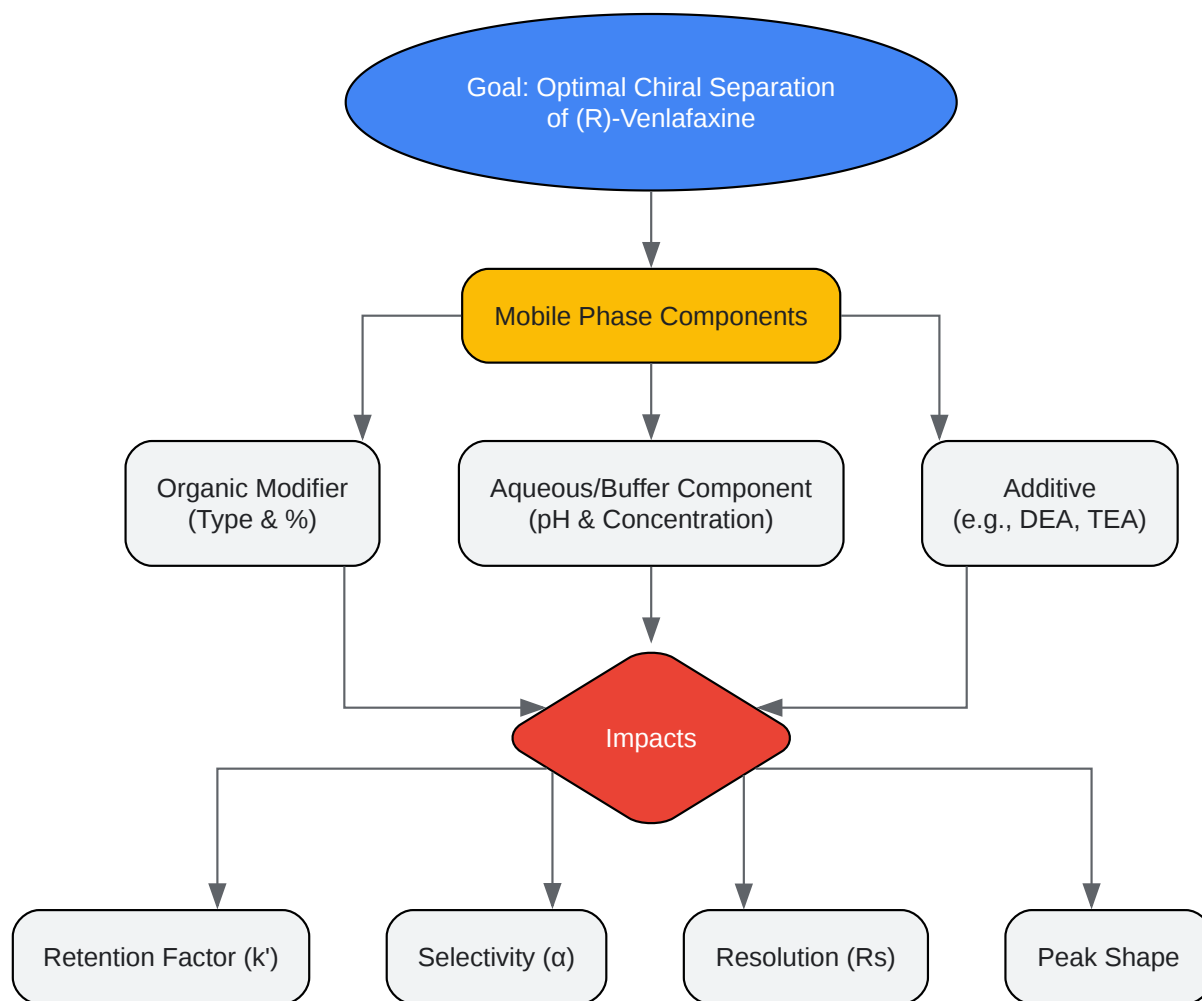 Goal: Optimal Chiral Separation
of (R)-Venlafaxine
Mobile Phase Components
Organic Modifier
(Type & %)
Aqueous/Buffer Component
(pH & Concentration)
Additive
(e.g., DEA, TEA)
Impacts
Retention Factor (k')
Selectivity (α)
Resolution (Rs)
Peak Shape